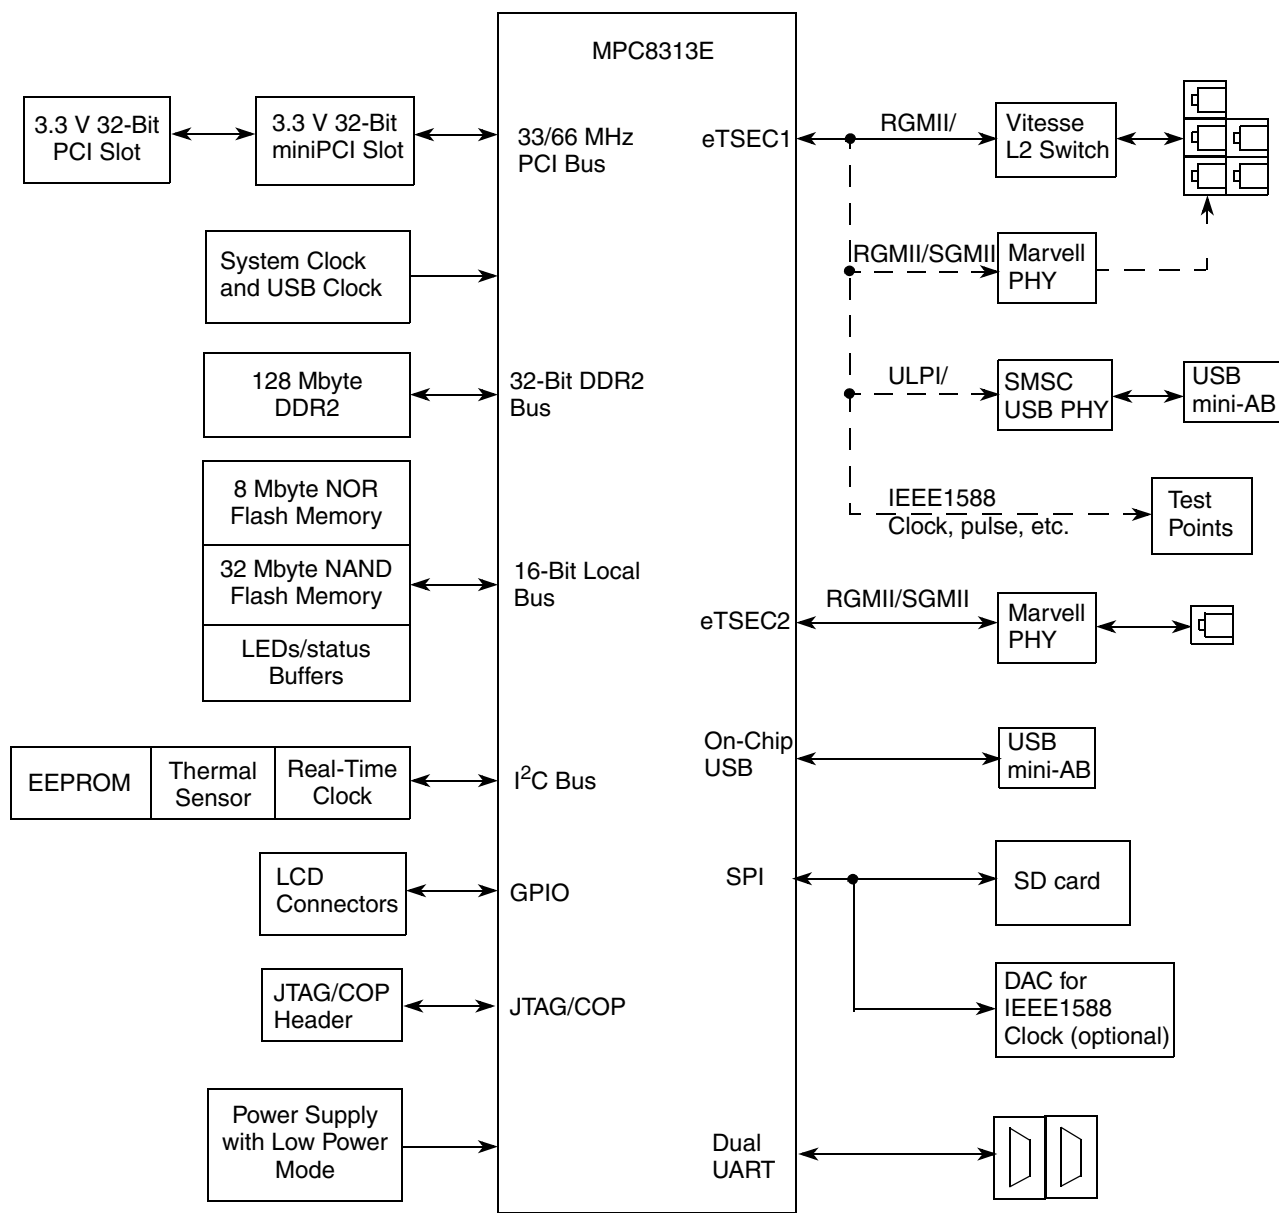 MPC8313E
3.3 V 32-Bit
PCI Slot
3.3 V 32-Bit
miniPCI Slot
33/66 MHz
PCI Bus
eTSEC1
RGMII/
Vitesse
L2 Switch
System Clock
and USB Clock
RGMII/SGMII
Marvell
PHY
128 Mbyte
DDR2
32-Bit DDR2
Bus
ULPI/
SMSC
USB PHY
USB
mini-AB
8 Mbyte NOR
Flash Memory
IEEE1588
Clock, pulse, etc.
Test
Points
32 Mbyte NAND
Flash Memory
16-Bit Local
Bus
LEDs/status
Buffers
eTSEC2
RGMII/SGMII
Marvell
PHY
EEPROM
Thermal
Sensor
Real-Time
Clock
I²C Bus
On-Chip
USB
USB
mini-AB
LCD
Connectors
GPIO
SPI
SD card
JTAG/COP
Header
JTAG/COP
DAC for
IEEE1588
Clock (optional)
Power Supply
with Low Power
Mode
Dual
UART